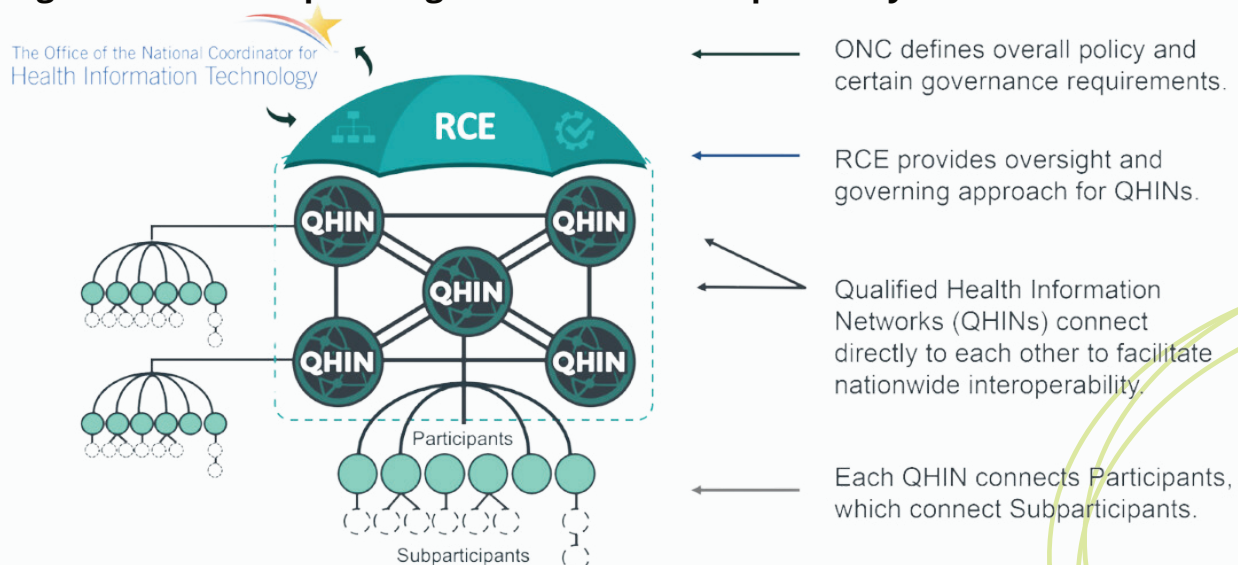 The Office of the National Coordinator for
Health Information Technology
RCE
QHIN
QHIN
QHIN
QHIN
QHIN
Participants
Subparticipants
ONC defines overall policy and
certain governance requirements.
RCE provides oversight and
governing approach for QHINs.
Qualified Health Information
Networks (QHINs) connect
directly to each other to facilitate
nationwide interoperability.
Each QHIN connects Participants,
which connect Subparticipants.